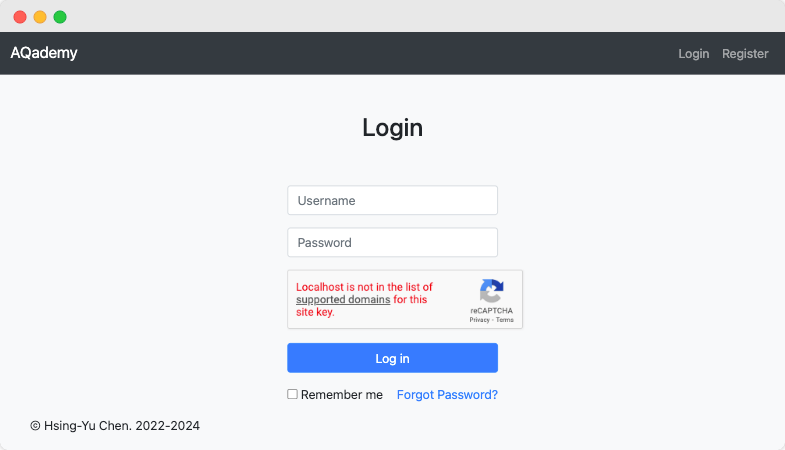 AQademy
Login Register
Login
Username
Password
Localhost is not in the list of
supported domains for this
site key.
reCAPTCHA
Privacy - Terms
Log in
Remember me Forgot Password?
© Hsing-Yu Chen. 2022-2024